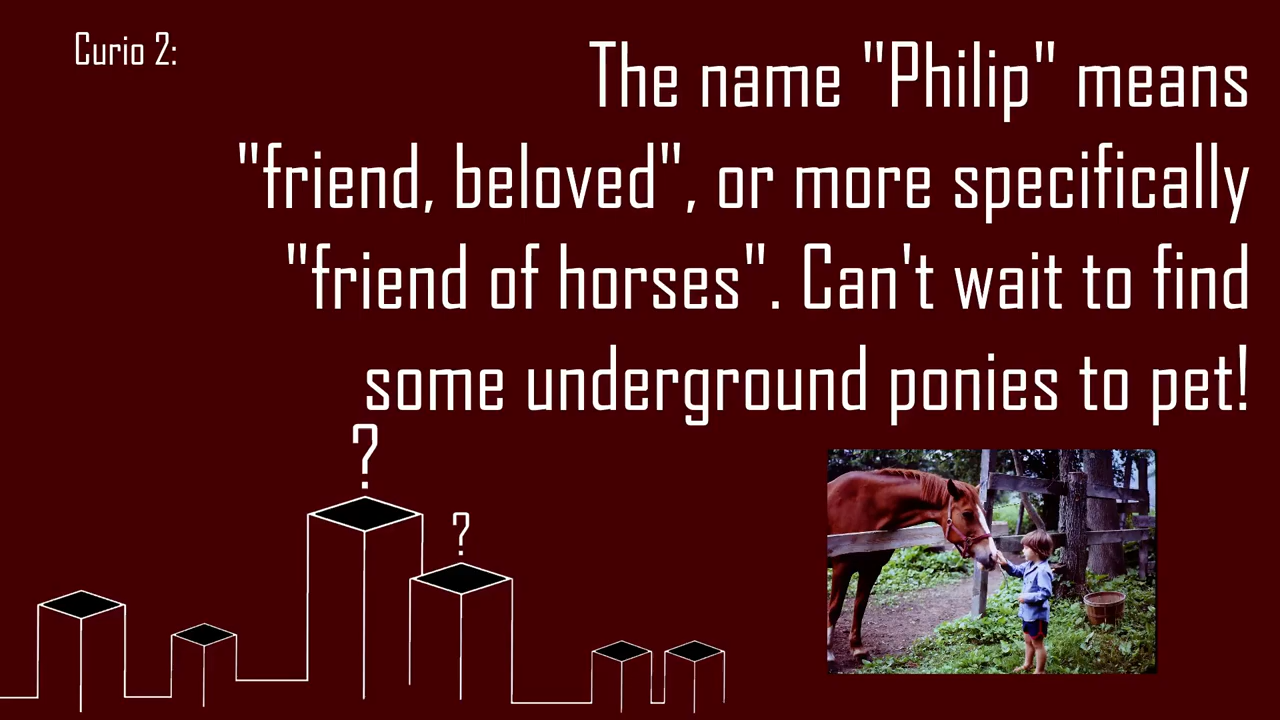 Curio 2:
The name "Philip" means
"friend, beloved", or more specifically
"friend of horses". Can't wait to find
some underground ponies to pet!
?
?